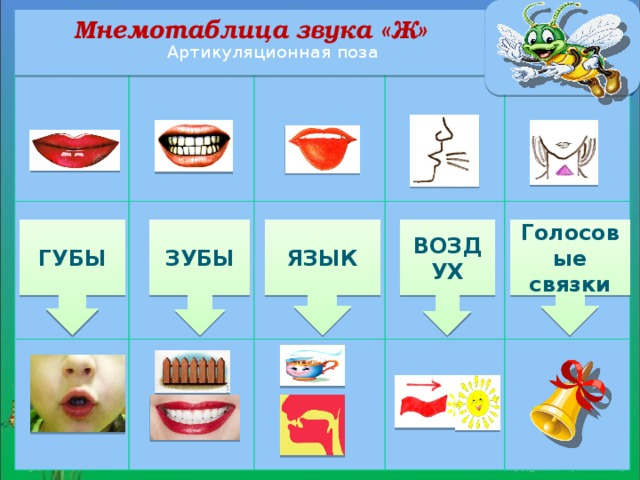 Мнемотаблица звука «Ж»
Артикуляционная поза
ГУБЫ
ЗУБЫ
ЯЗЫК
ВОЗД
УХ
Голосов
ые
связки